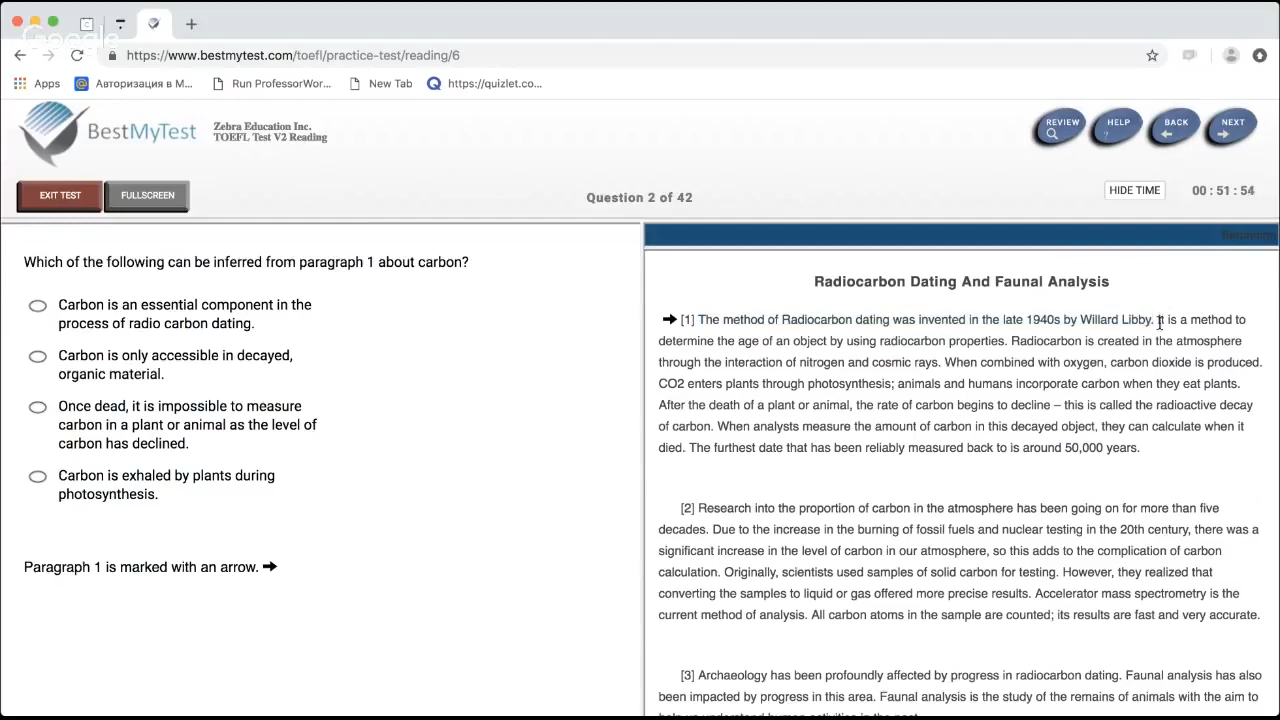 Google
https://www.bestmytest.com/toefl/practice-test/reading/6
Apps
Авторизация в М...
Run ProfessorWor...
New Tab
https://quizlet.co...
BestMyTest
Zebra Education Inc.
TOEFL Test V2 Reading
REVIEW
HELP
?
BACK
NEXT
EXIT TEST
FULLSCREEN
Question 2 of 42
HIDE TIME
00 : 51 : 54
Which of the following can be inferred from paragraph 1 about carbon?
Carbon is an essential component in the
process of radio carbon dating.
Carbon is only accessible in decayed,
organic material.
Once dead, it is impossible to measure
carbon in a plant or animal as the level of
carbon has declined.
Carbon is exhaled by plants during
photosynthesis.
Paragraph 1 is marked with an arrow. ➡
Radiocarbon Dating And Faunal Analysis
➡ [1] The method of Radiocarbon dating was invented in the late 1940s by Willard Libby. It is a method to
determine the age of an object by using radiocarbon properties. Radiocarbon is created in the atmosphere
through the interaction of nitrogen and cosmic rays. When combined with oxygen, carbon dioxide is produced.
CO2 enters plants through photosynthesis; animals and humans incorporate carbon when they eat plants.
After the death of a plant or animal, the rate of carbon begins to decline – this is called the radioactive decay
of carbon. When analysts measure the amount of carbon in this decayed object, they can calculate when it
died. The furthest date that has been reliably measured back to is around 50,000 years.
[2] Research into the proportion of carbon in the atmosphere has been going on for more than five
decades. Due to the increase in the burning of fossil fuels and nuclear testing in the 20th century, there was a
significant increase in the level of carbon in our atmosphere, so this adds to the complication of carbon
calculation. Originally, scientists used samples of solid carbon for testing. However, they realized that
converting the samples to liquid or gas offered more precise results. Accelerator mass spectrometry is the
current method of analysis. All carbon atoms in the sample are counted; its results are fast and very accurate.
[3] Archaeology has been profoundly affected by progress in radiocarbon dating. Faunal analysis has also
been impacted by progress in this area. Faunal analysis is the study of the remains of animals with the aim to
help us understand human activities in the past.